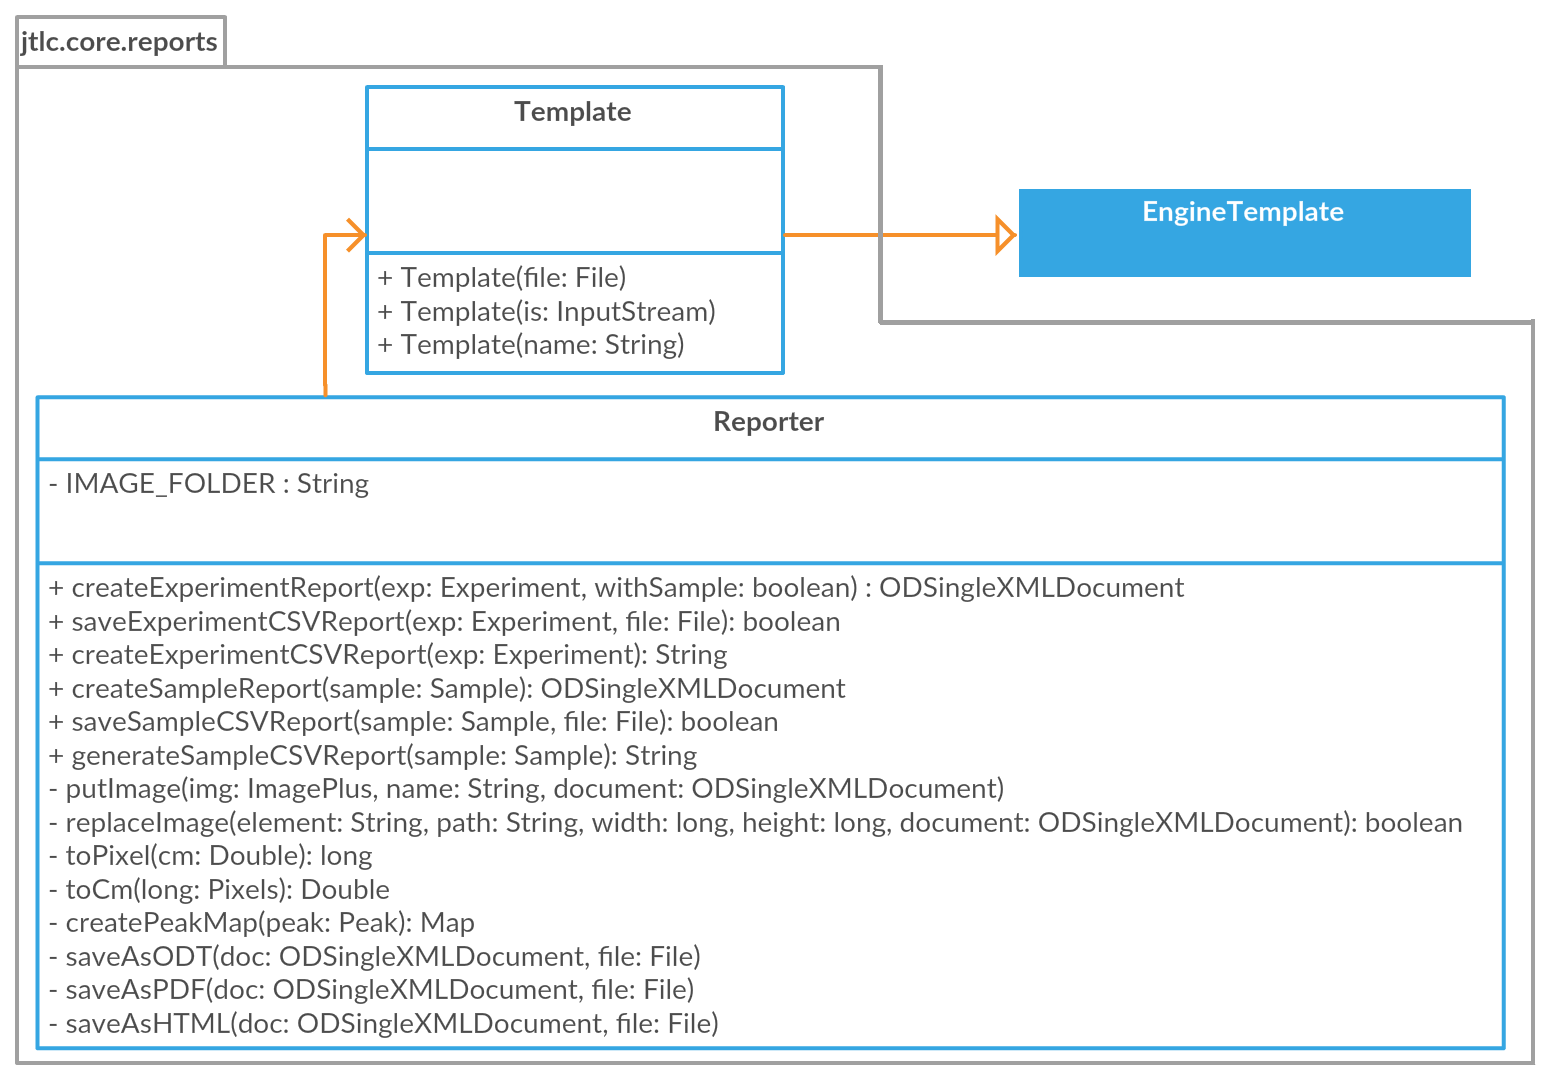 jtlc.core.reports
Template
EngineTemplate
+ Template(file: File)
+ Template(is: InputStream)
+ Template(name: String)
Reporter
- IMAGE_FOLDER : String
+ createExperimentReport(exp: Experiment, withSample: boolean) : ODSingleXMLDocument
+ saveExperimentCSVReport(exp: Experiment, file: File): boolean
+ createExperimentCSVReport(exp: Experiment): String
+ createSampleReport(sample: Sample): ODSingleXMLDocument
+ saveSampleCSVReport(sample: Sample, file: File): boolean
+ generateSampleCSVReport(sample: Sample): String
- putImage(img: ImagePlus, name: String, document: ODSingleXMLDocument)
- replaceImage(element: String, path: String, width: long, height: long, document: ODSingleXMLDocument): boolean
- toPixel(cm: Double): long
- toCm(long: Pixels): Double
- createPeakMap(peak: Peak): Map
- saveAsODT(doc: ODSingleXMLDocument, file: File)
- saveAsPDF(doc: ODSingleXMLDocument, file: File)
- saveAsHTML(doc: ODSingleXMLDocument, file: File)